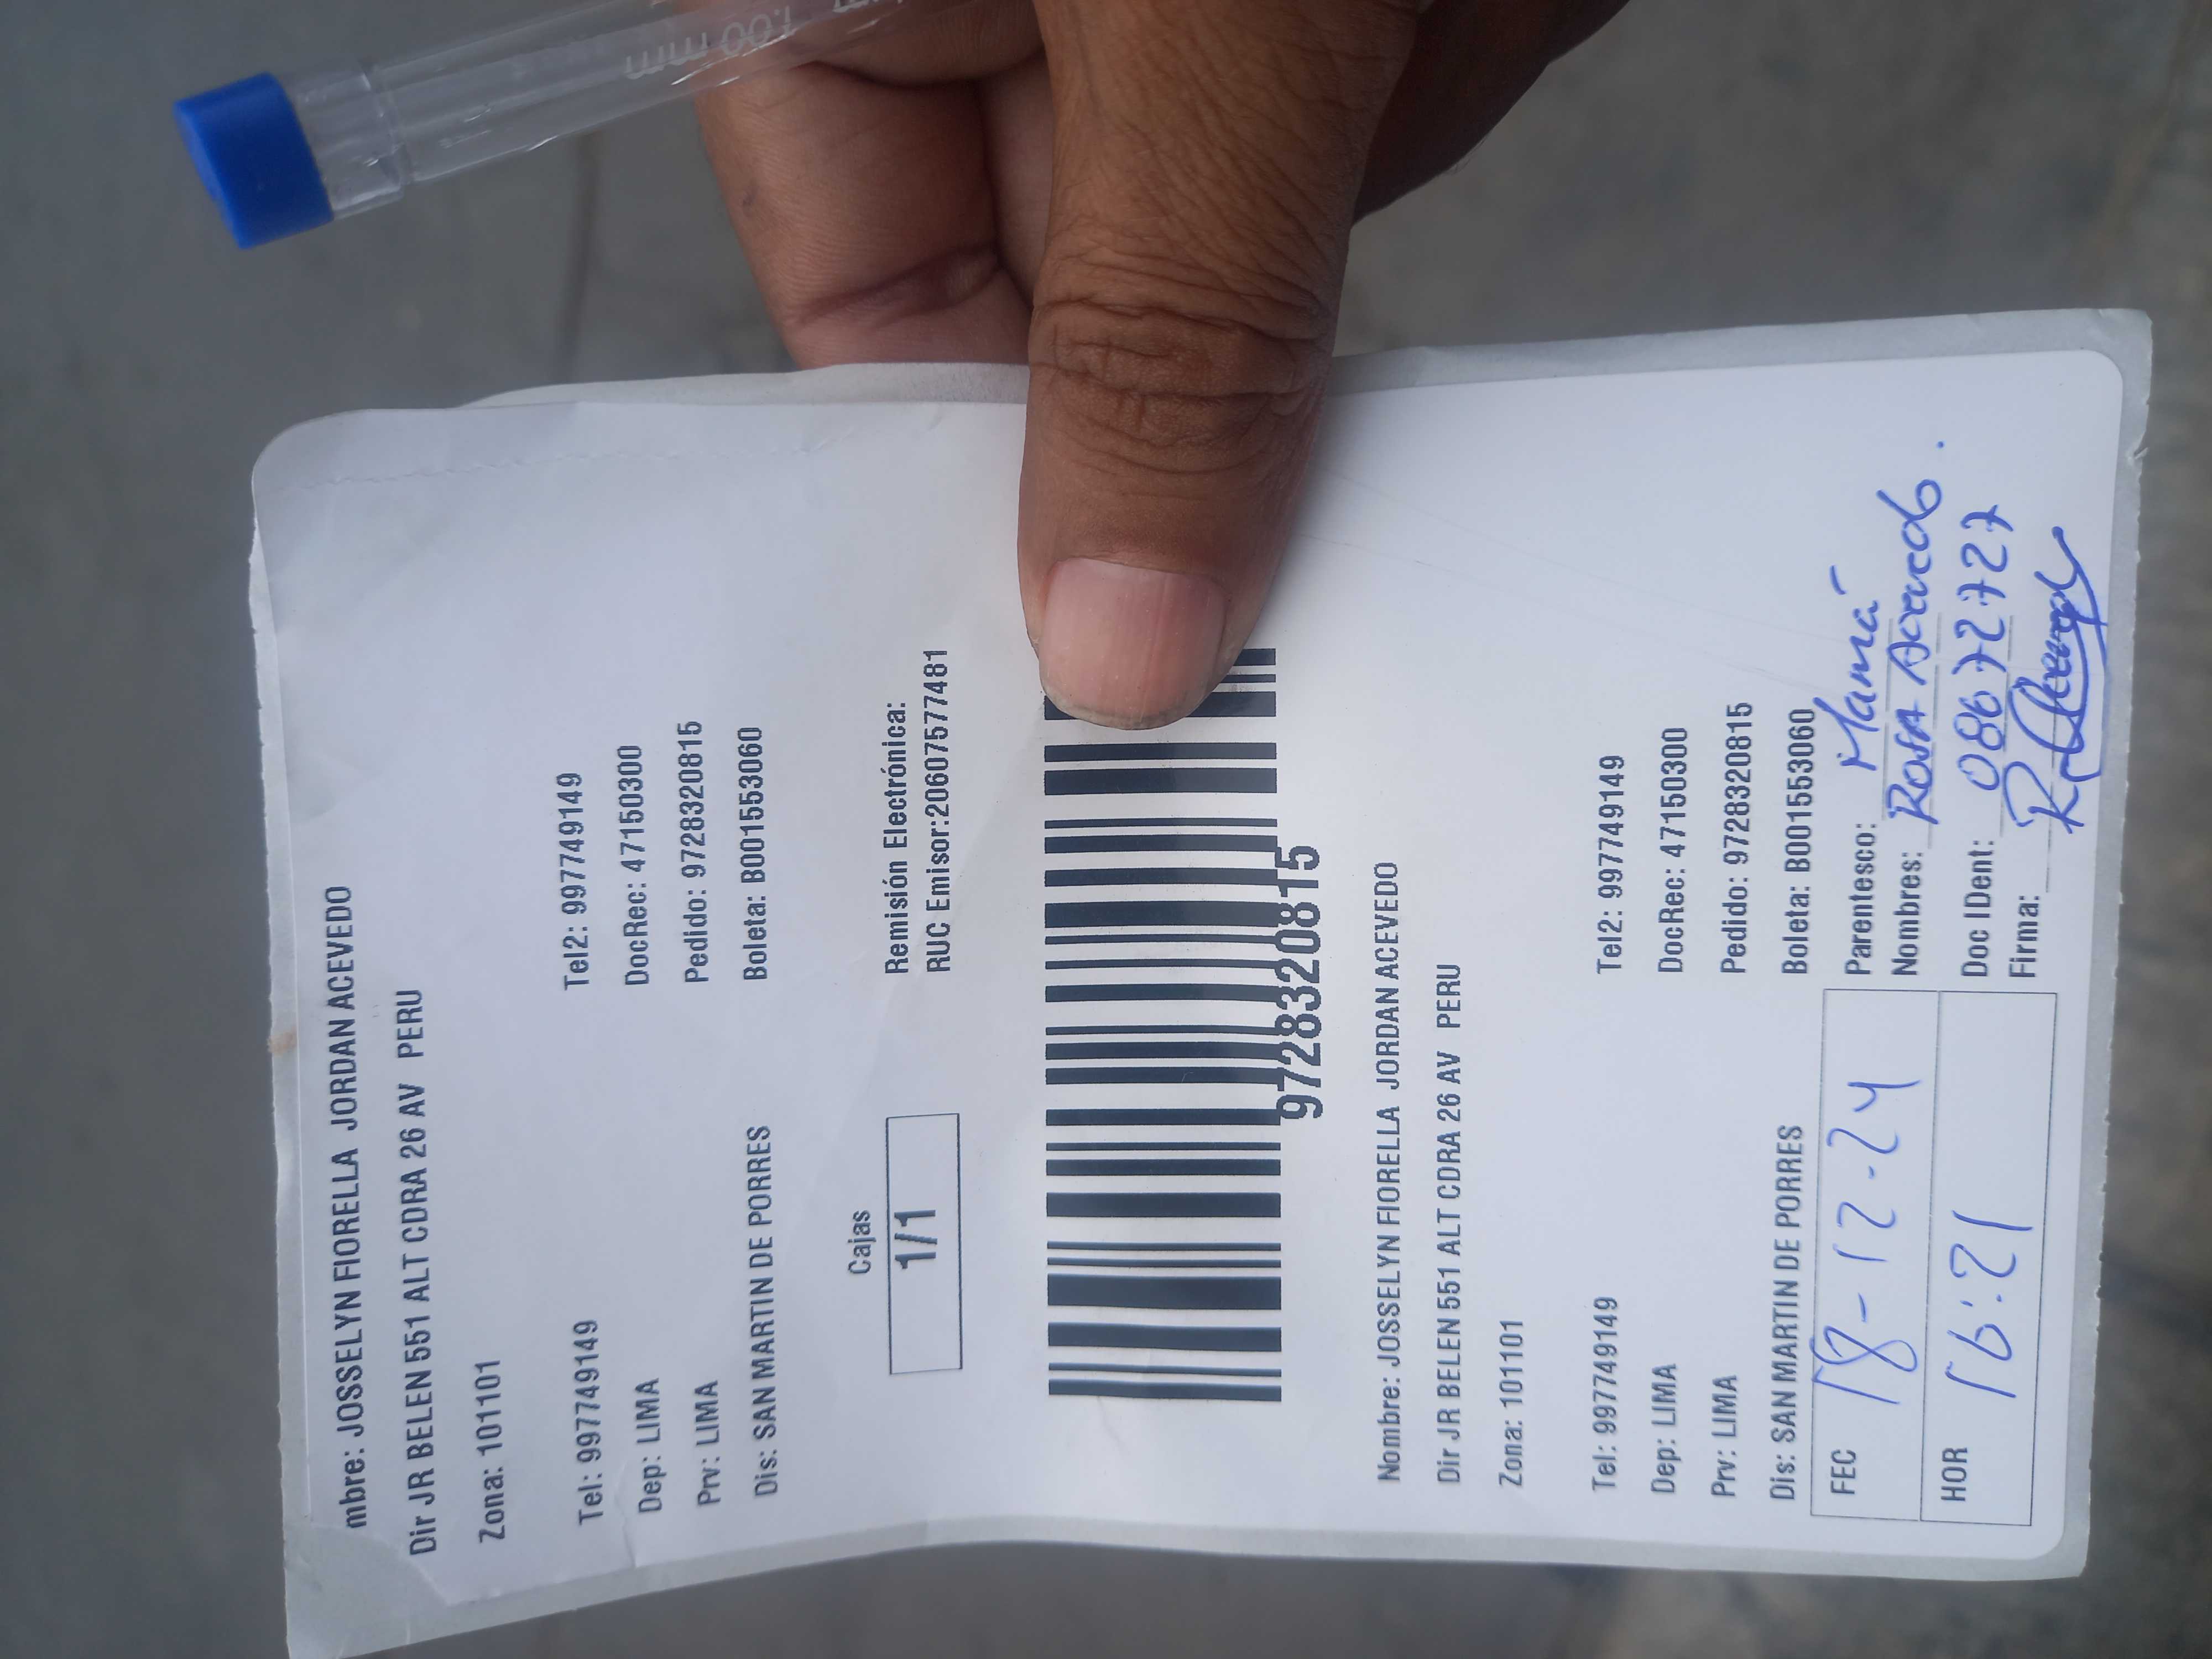 1.00 mm
mbre: JOSSELYN FIORELLA JORDAN ACEVEDO
Dir JR BELEN 551 ALT CDRA 26 AV PERU
Zona: 101101
Tel: 997749149 Tel2: 997749149
Dep: LIMA DocRec: 47150300
Prv: LIMA Pedido: 9728320815
Dis: SAN MARTIN DE PORRES Boleta: B001553060
Cajas
1/1
Remisión Electrónica:
RUC Emisor:20607577481
9728320815
Nombre: JOSSELYN FIORELLA JORDAN ACEVEDO
Dir JR BELEN 551 ALT CDRA 26 AV PERU
Zona: 101101
Tel: 997749149 Tel2: 997749149
Dep: LIMA DocRec: 47150300
Prv: LIMA Pedido: 9728320815
Dis: SAN MARTIN DE PORRES Boleta: B001553060
FEC 18-12-24 Parentesco: Mamá
Nombres: Rosa Acevedo.
HOR 16:21 Doc IDent: 08672727
Firma: